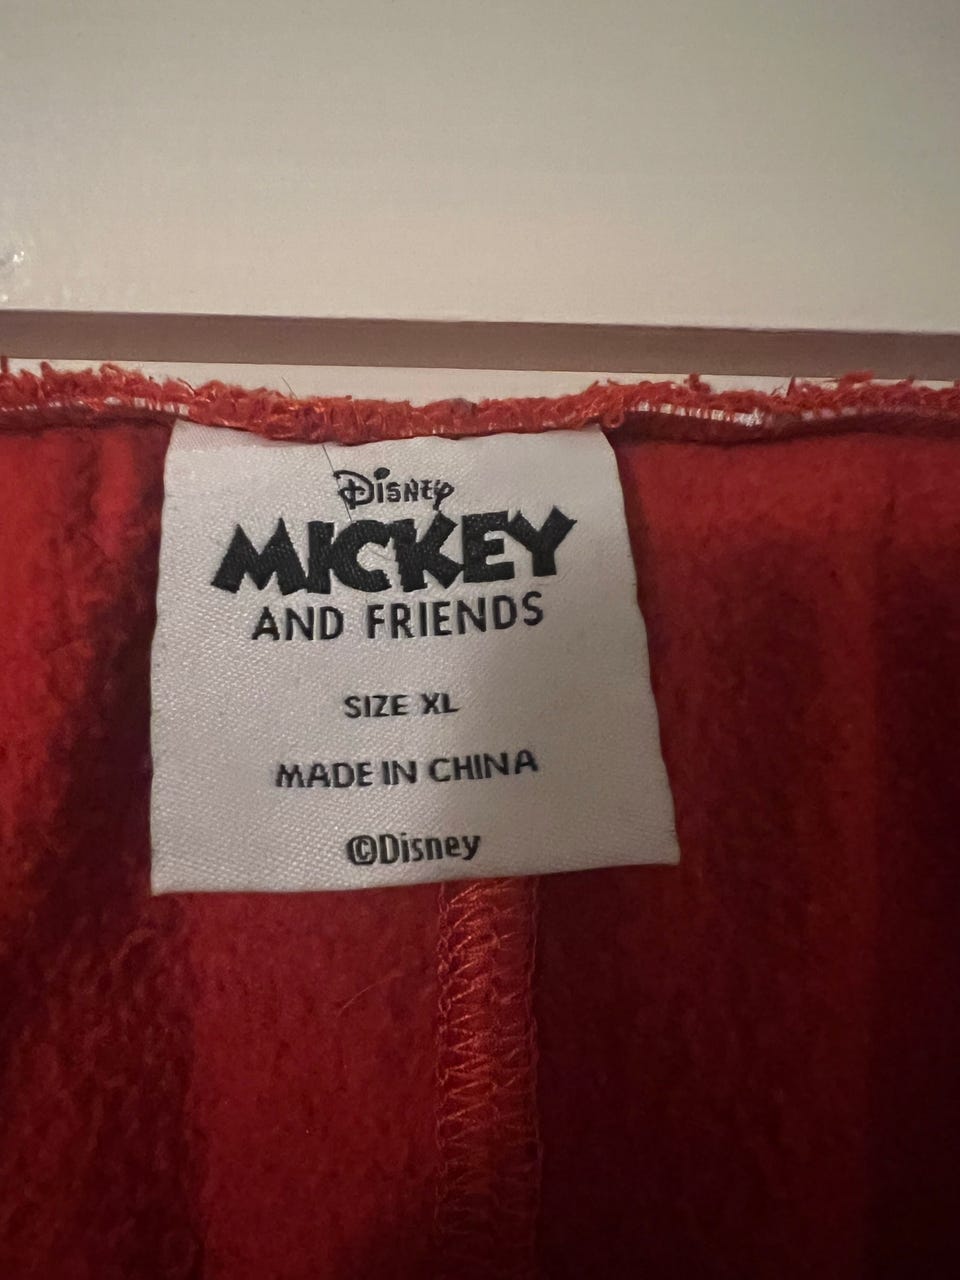 Disney
MICKEY
AND FRIENDS
SIZE XL
MADE IN CHINA
©Disney